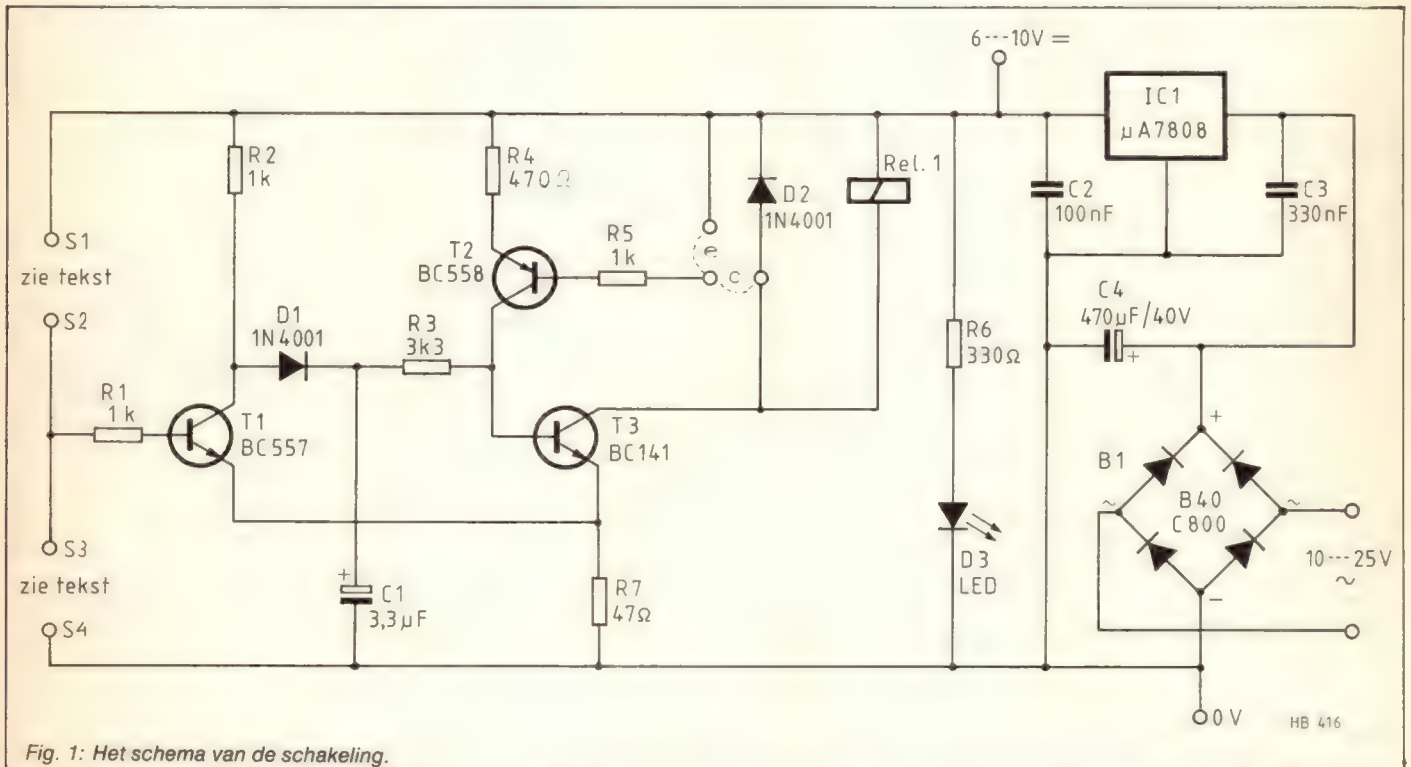 6---10V =
IC1
µA7808
R2
1k
R4
470Ω
Rel.1
C2
100nF
C3
330nF
D2
1N4001
S1
zie tekst
S2
T2
BC558
R5
1k
e
c
D1
1N4001
R3
3k3
C4
470µF/40V
+
R6
330Ω
R1
1k
T1
BC557
T3
BC141
+
B1
B40
C800
~
~
10---25V
~
S3
zie tekst
S4
+
C1
3,3µF
R7
47Ω
D3
LED
−
0V
HB 416
Fig. 1: Het schema van de schakeling.